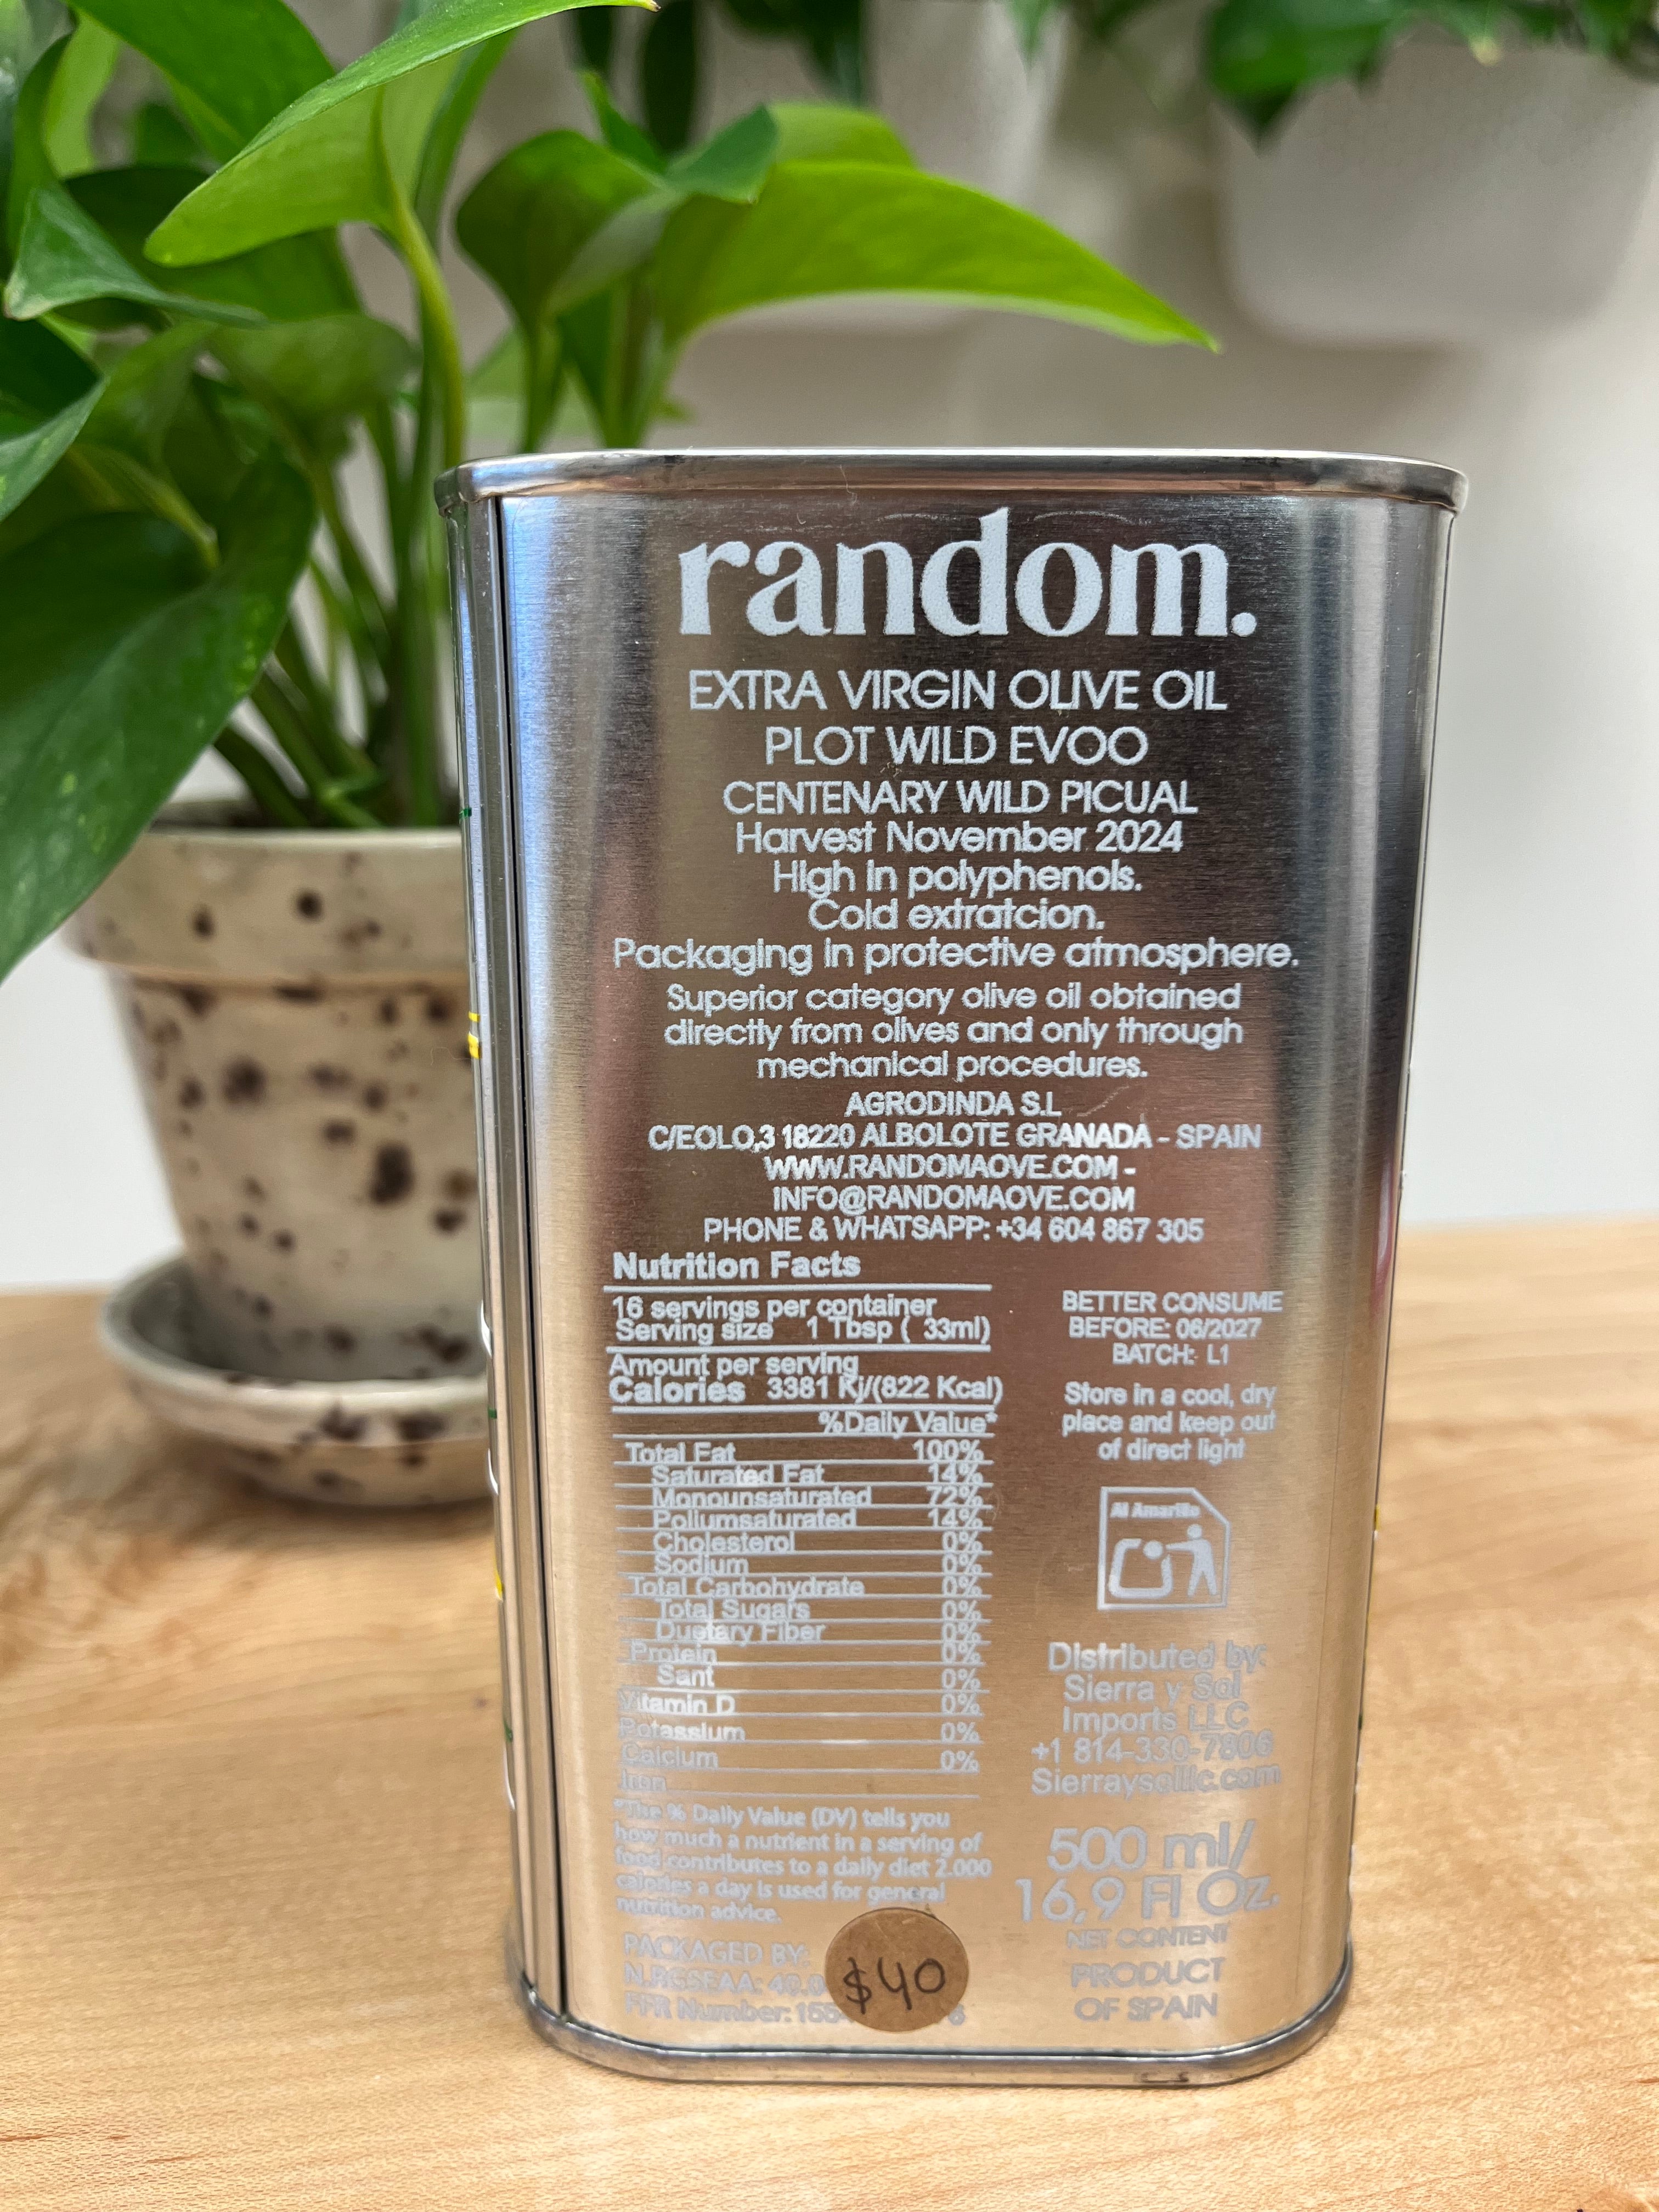 random.
EXTRA VIRGIN OLIVE OIL
PLOT WILD EVOO
CENTENARY WILD PICUAL
Harvest November 2024
High in polyphenols.
Cold extratcion.
Packaging in protective atmosphere.
Superior category olive oil obtained
directly from olives and only through
mechanical procedures.
AGRODINDA S.L
C/EOLO,3 18220 ALBOLOTE GRANADA - SPAIN
WWW.RANDOMAOVE.COM -
INFO@RANDOMAOVE.COM
PHONE & WHATSAPP: +34 604 867 305
Nutrition Facts
16 servings per container
Serving size 1 Tbsp ( 33ml)
Amount per serving
Calories 3381 Kj/(822 Kcal)
%Daily Value*
Total Fat 100%
Saturated Fat 14%
Monounsaturated 72%
Poliumsaturated 14%
Cholesterol 0%
Sodium 0%
Total Carbohydrate 0%
Total Sugars 0%
Duetary Fiber 0%
Protein 0%
Sant 0%
Vitamin D 0%
Potassium 0%
Calcium 0%
Iron
*The % Daily Value (DV) tells you
how much a nutrient in a serving of
food contributes to a daily diet 2.000
calories a day is used for general
nutrition advice.
PACKAGED BY:
N.RGSEAA: 40.0
FFR Number: 155
$40
BETTER CONSUME
BEFORE: 06/2027
BATCH: L1
Store in a cool, dry
place and keep out
of direct light
Al Amarillo
Distributed by:
Sierra y Sal
Imports LLC
+1 814-330-7806
Sierraysalllc.com
500 ml/
16,9 Fl Oz.
NET CONTENT
PRODUCT
OF SPAIN